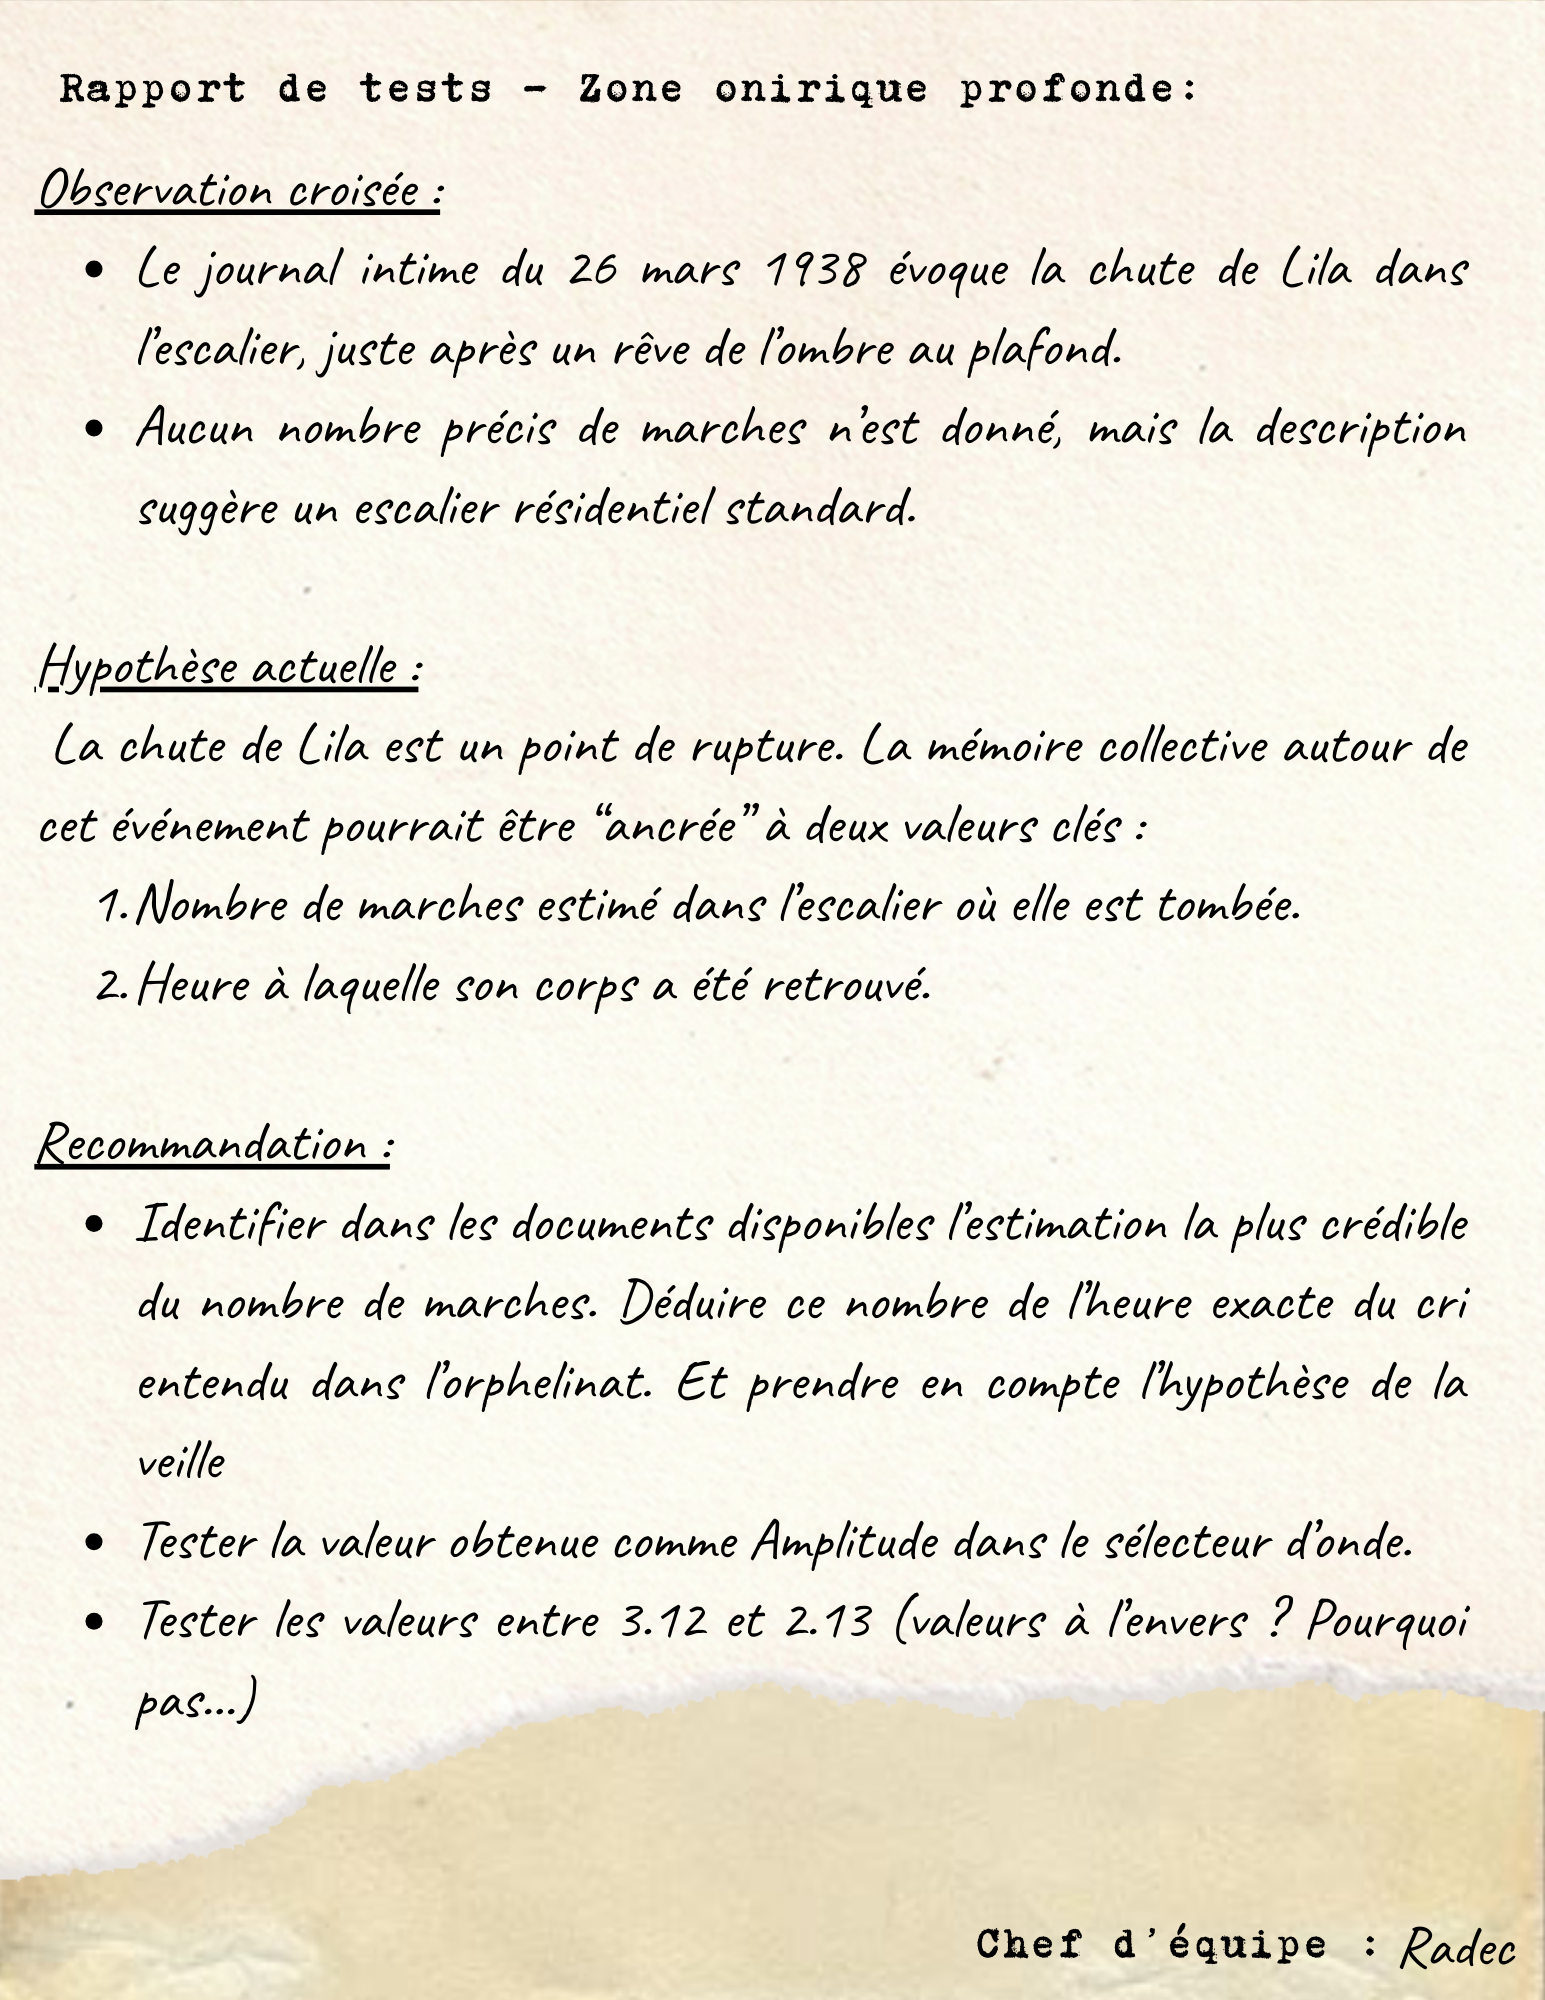 Rapport de tests – Zone onirique profonde:
Observation croisée :
• Le journal intime du 26 mars 1938 évoque la chute de Lila dans
l’escalier, juste après un rêve de l’ombre au plafond.
• Aucun nombre précis de marches n’est donné, mais la description
suggère un escalier résidentiel standard.
Hypothèse actuelle :
La chute de Lila est un point de rupture. La mémoire collective autour de
cet événement pourrait être “ancrée” à deux valeurs clés :
1. Nombre de marches estimé dans l’escalier où elle est tombée.
2. Heure à laquelle son corps a été retrouvé.
Recommandation :
• Identifier dans les documents disponibles l’estimation la plus crédible
du nombre de marches. Déduire ce nombre de l’heure exacte du cri
entendu dans l’orphelinat. Et prendre en compte l’hypothèse de la
veille
• Tester la valeur obtenue comme Amplitude dans le sélecteur d’onde.
• Tester les valeurs entre 3.12 et 2.13 (valeurs à l’envers ? Pourquoi
pas...)
Chef d'équipe : Radec